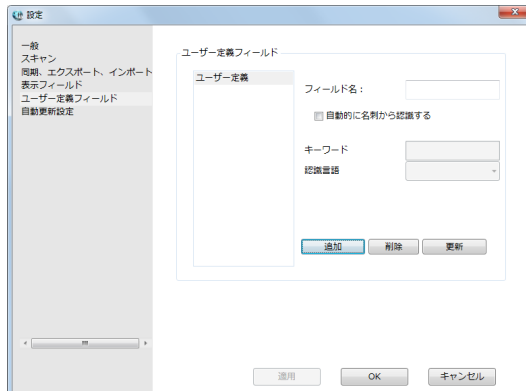 設定
一般
スキャン
同期、エクスポート、インポート
表示フィールド
ユーザー定義フィールド
自動更新設定
ユーザー定義フィールド
ユーザー定義
フィールド名：
自動的に名刺から認識する
キーワード
認識言語
追加
削除
更新
適用
OK
キャンセル